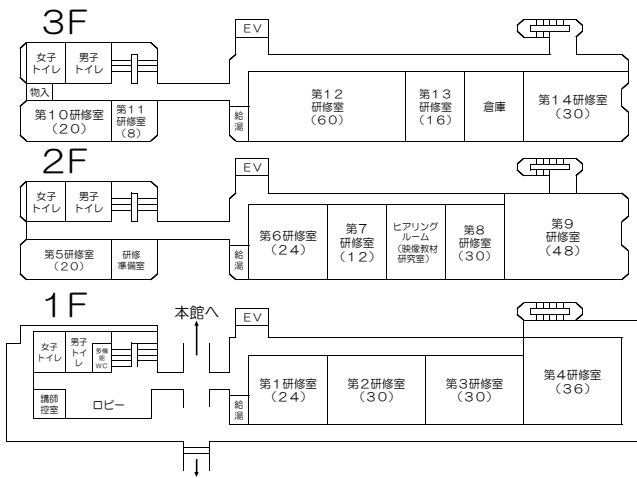 3F
EV
女子
トイレ
男子
トイレ
物入
第10研修室
(20)
第11
研修室
(8)
給
湯
第12
研修室
(60)
第13
研修室
(16)
倉庫
第14研修室
(30)
2F
EV
女子
トイレ
男子
トイレ
第5研修室
(20)
研修
準備室
給
湯
第6研修室
(24)
第7
研修室
(12)
ヒアリング
ルーム
(映像教材
研究室)
第8
研修室
(30)
第9
研修室
(48)
1F
本館へ
EV
女子
トイレ
男子
トイ
レ
多機
能
WC
講師
控室
ロビー
給
湯
第1研修室
(24)
第2研修室
(30)
第3研修室
(30)
第4研修室
(36)